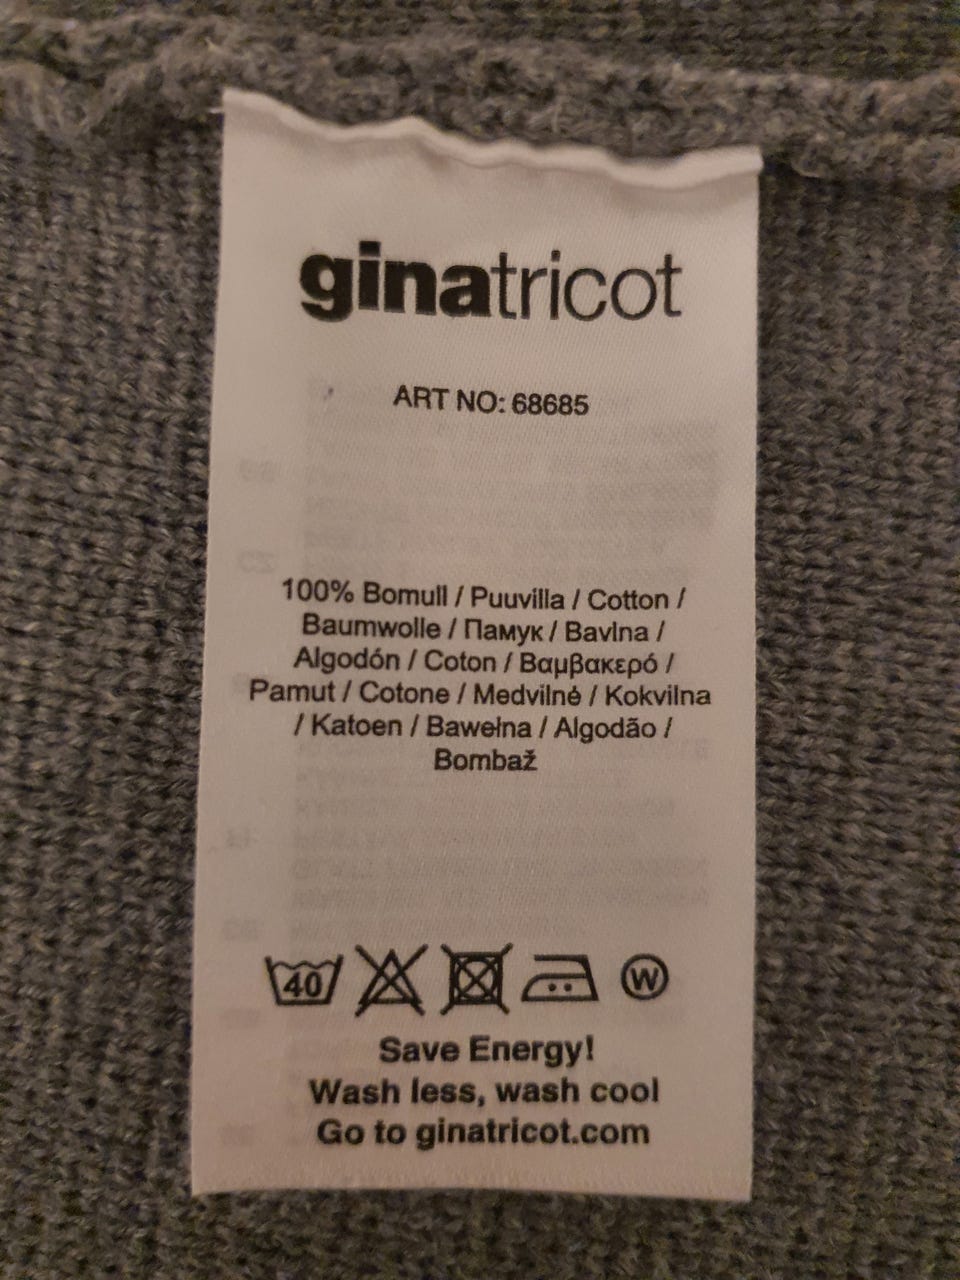 ginatricot
ART NO: 68685
100% Bomull / Puuvilla / Cotton /
Baumwolle / Памук / Bavlna /
Algodón / Coton / Βαμβακερό /
Pamut / Cotone / Medvilnė / Kokvilna
/ Katoen / Bawełna / Algodão /
Bombaž
40 W
Save Energy!
Wash less, wash cool
Go to ginatricot.com